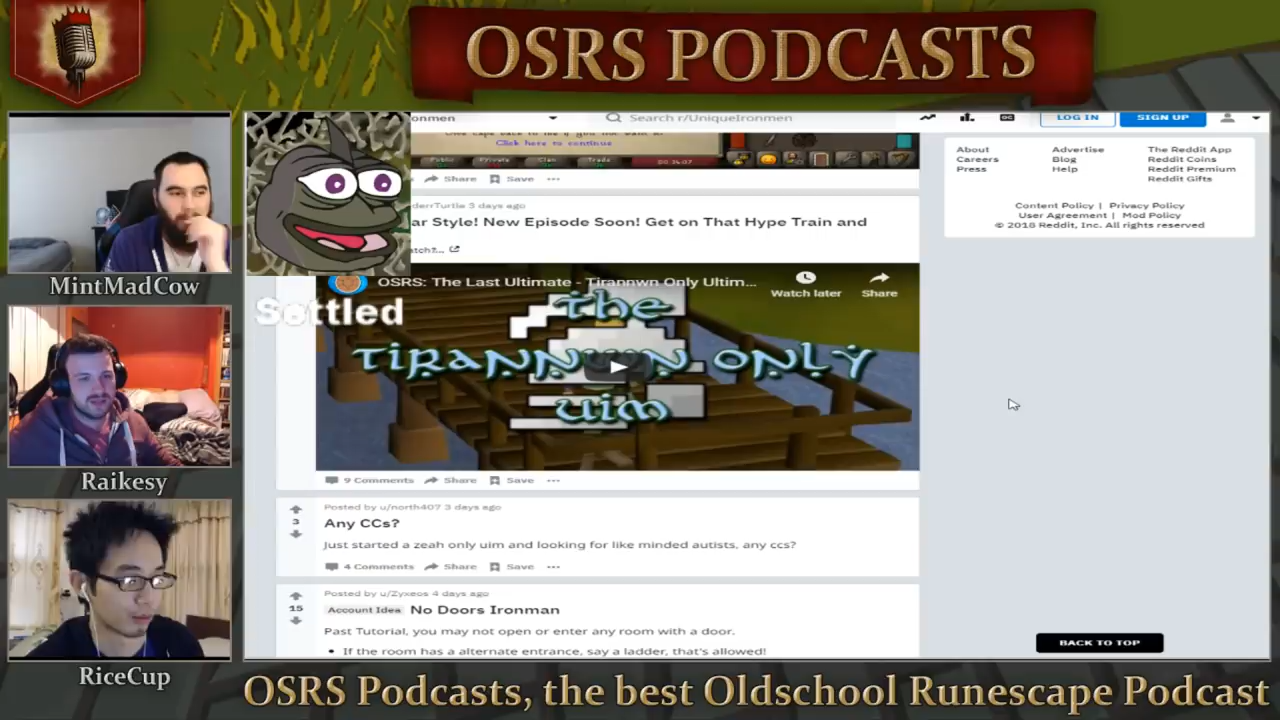 OSRS PODCASTS
MintMadCow
Raikesy
RiceCup
Settled
onmen
Search r/UniqueIronmen
LOG IN
SIGN UP
Click here to continue
Public Private Clan Trade
Share Save
3 days ago
ar Style! New Episode Soon! Get on That Hype Train and
atch?...
OSRS: The Last Ultimate - Tirannwn Only Ultim...
Watch later
Share
the
TIRANNWN ONLY
uim
9 Comments Share Save
3
Posted by u/north407 3 days ago
Any CCs?
Just started a zeah only uim and looking for like minded autists, any ccs?
4 Comments Share Save
15
Posted by u/Zyxeos 4 days ago
Account Idea No Doors Ironman
Past Tutorial, you may not open or enter any room with a door.
If the room has a alternate entrance, say a ladder, that's allowed!
About Advertise The Reddit App
Careers Blog Reddit Coins
Press Help Reddit Premium
Reddit Gifts
Content Policy | Privacy Policy
User Agreement | Mod Policy
© 2018 Reddit, Inc. All rights reserved
BACK TO TOP
OSRS Podcasts, the best Oldschool Runescape Podcast